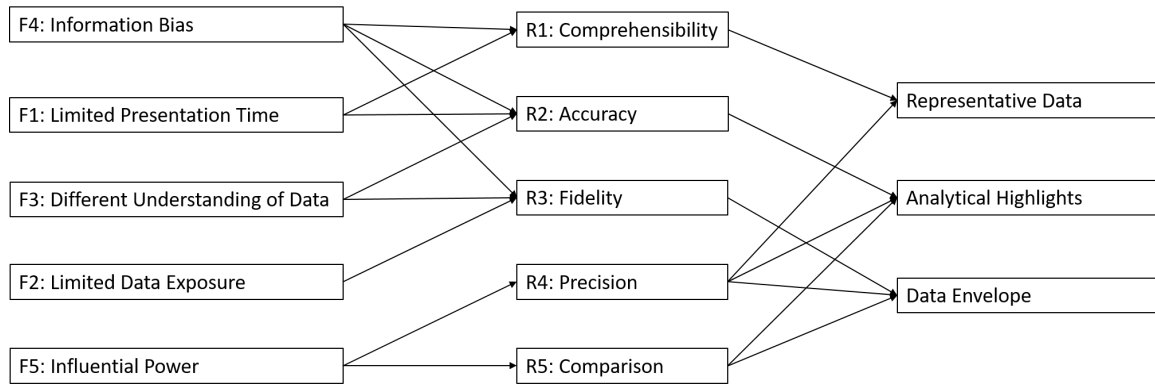 F4: Information Bias
F1: Limited Presentation Time
F3: Different Understanding of Data
F2: Limited Data Exposure
F5: Influential Power
R1: Comprehensibility
R2: Accuracy
R3: Fidelity
R4: Precision
R5: Comparison
Representative Data
Analytical Highlights
Data Envelope